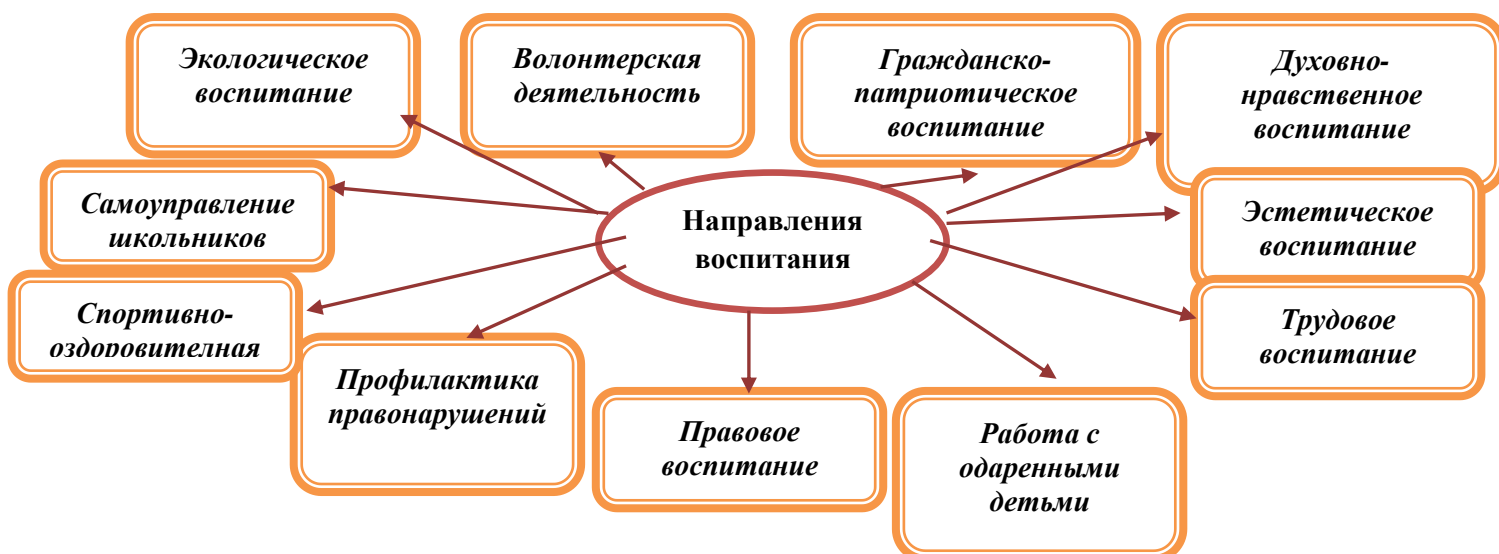 Экологическое
воспитание
Волонтерская
деятельность
Гражданско-
патриотическое
воспитание
Духовно-
нравственное
воспитание
Самоуправление
школьников
Направления
воспитания
Эстетическое
воспитание
Спортивно-
оздоровителная
Трудовое
воспитание
Профилактика
правонарушений
Правовое
воспитание
Работа с
одаренными
детьми